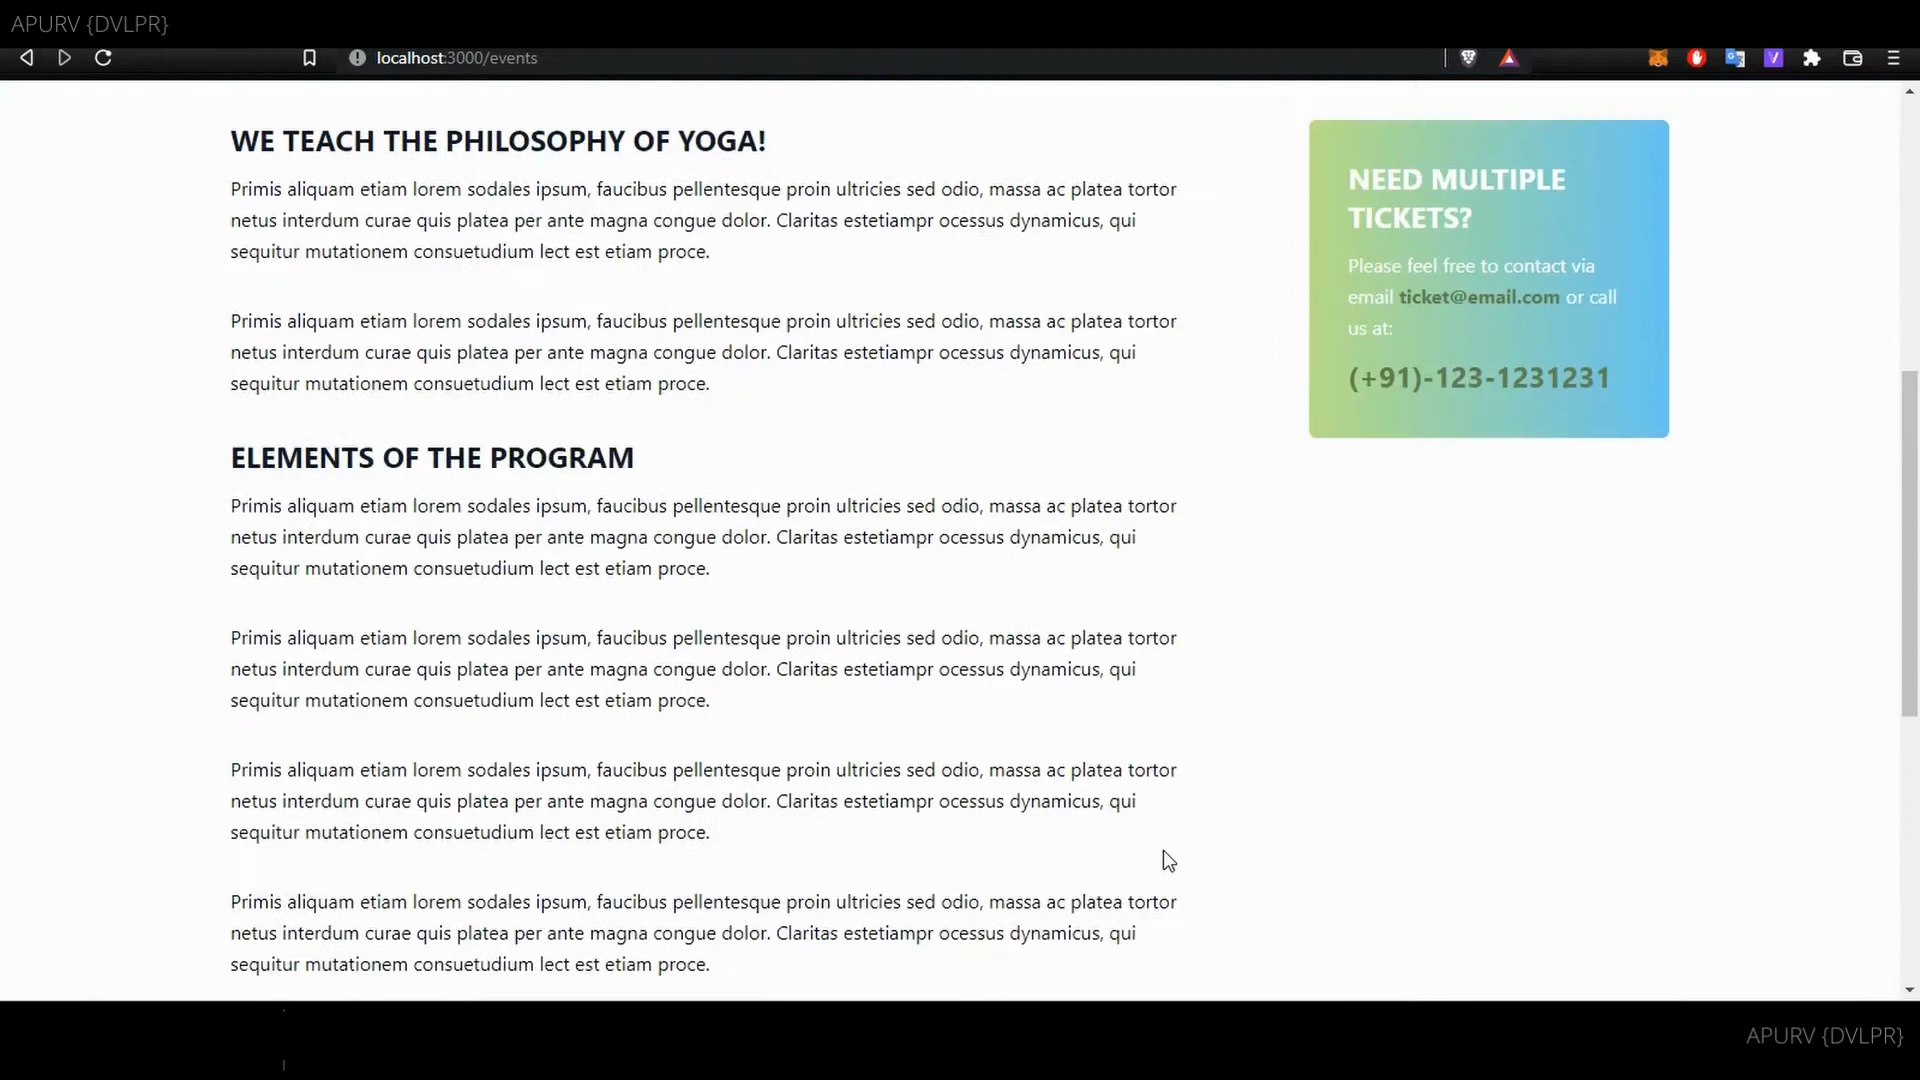 APURV {DVLPR}
localhost:3000/events
WE TEACH THE PHILOSOPHY OF YOGA!
Primis aliquam etiam lorem sodales ipsum, faucibus pellentesque proin ultricies sed odio, massa ac platea tortor
netus interdum curae quis platea per ante magna congue dolor. Claritas estetiampr ocessus dynamicus, qui
sequitur mutationem consuetudium lect est etiam proce.
Primis aliquam etiam lorem sodales ipsum, faucibus pellentesque proin ultricies sed odio, massa ac platea tortor
netus interdum curae quis platea per ante magna congue dolor. Claritas estetiampr ocessus dynamicus, qui
sequitur mutationem consuetudium lect est etiam proce.
ELEMENTS OF THE PROGRAM
Primis aliquam etiam lorem sodales ipsum, faucibus pellentesque proin ultricies sed odio, massa ac platea tortor
netus interdum curae quis platea per ante magna congue dolor. Claritas estetiampr ocessus dynamicus, qui
sequitur mutationem consuetudium lect est etiam proce.
Primis aliquam etiam lorem sodales ipsum, faucibus pellentesque proin ultricies sed odio, massa ac platea tortor
netus interdum curae quis platea per ante magna congue dolor. Claritas estetiampr ocessus dynamicus, qui
sequitur mutationem consuetudium lect est etiam proce.
Primis aliquam etiam lorem sodales ipsum, faucibus pellentesque proin ultricies sed odio, massa ac platea tortor
netus interdum curae quis platea per ante magna congue dolor. Claritas estetiampr ocessus dynamicus, qui
sequitur mutationem consuetudium lect est etiam proce.
Primis aliquam etiam lorem sodales ipsum, faucibus pellentesque proin ultricies sed odio, massa ac platea tortor
netus interdum curae quis platea per ante magna congue dolor. Claritas estetiampr ocessus dynamicus, qui
sequitur mutationem consuetudium lect est etiam proce.
NEED MULTIPLE
TICKETS?
Please feel free to contact via
email ticket@email.com or call
us at:
(+91)-123-1231231
APURV {DVLPR}